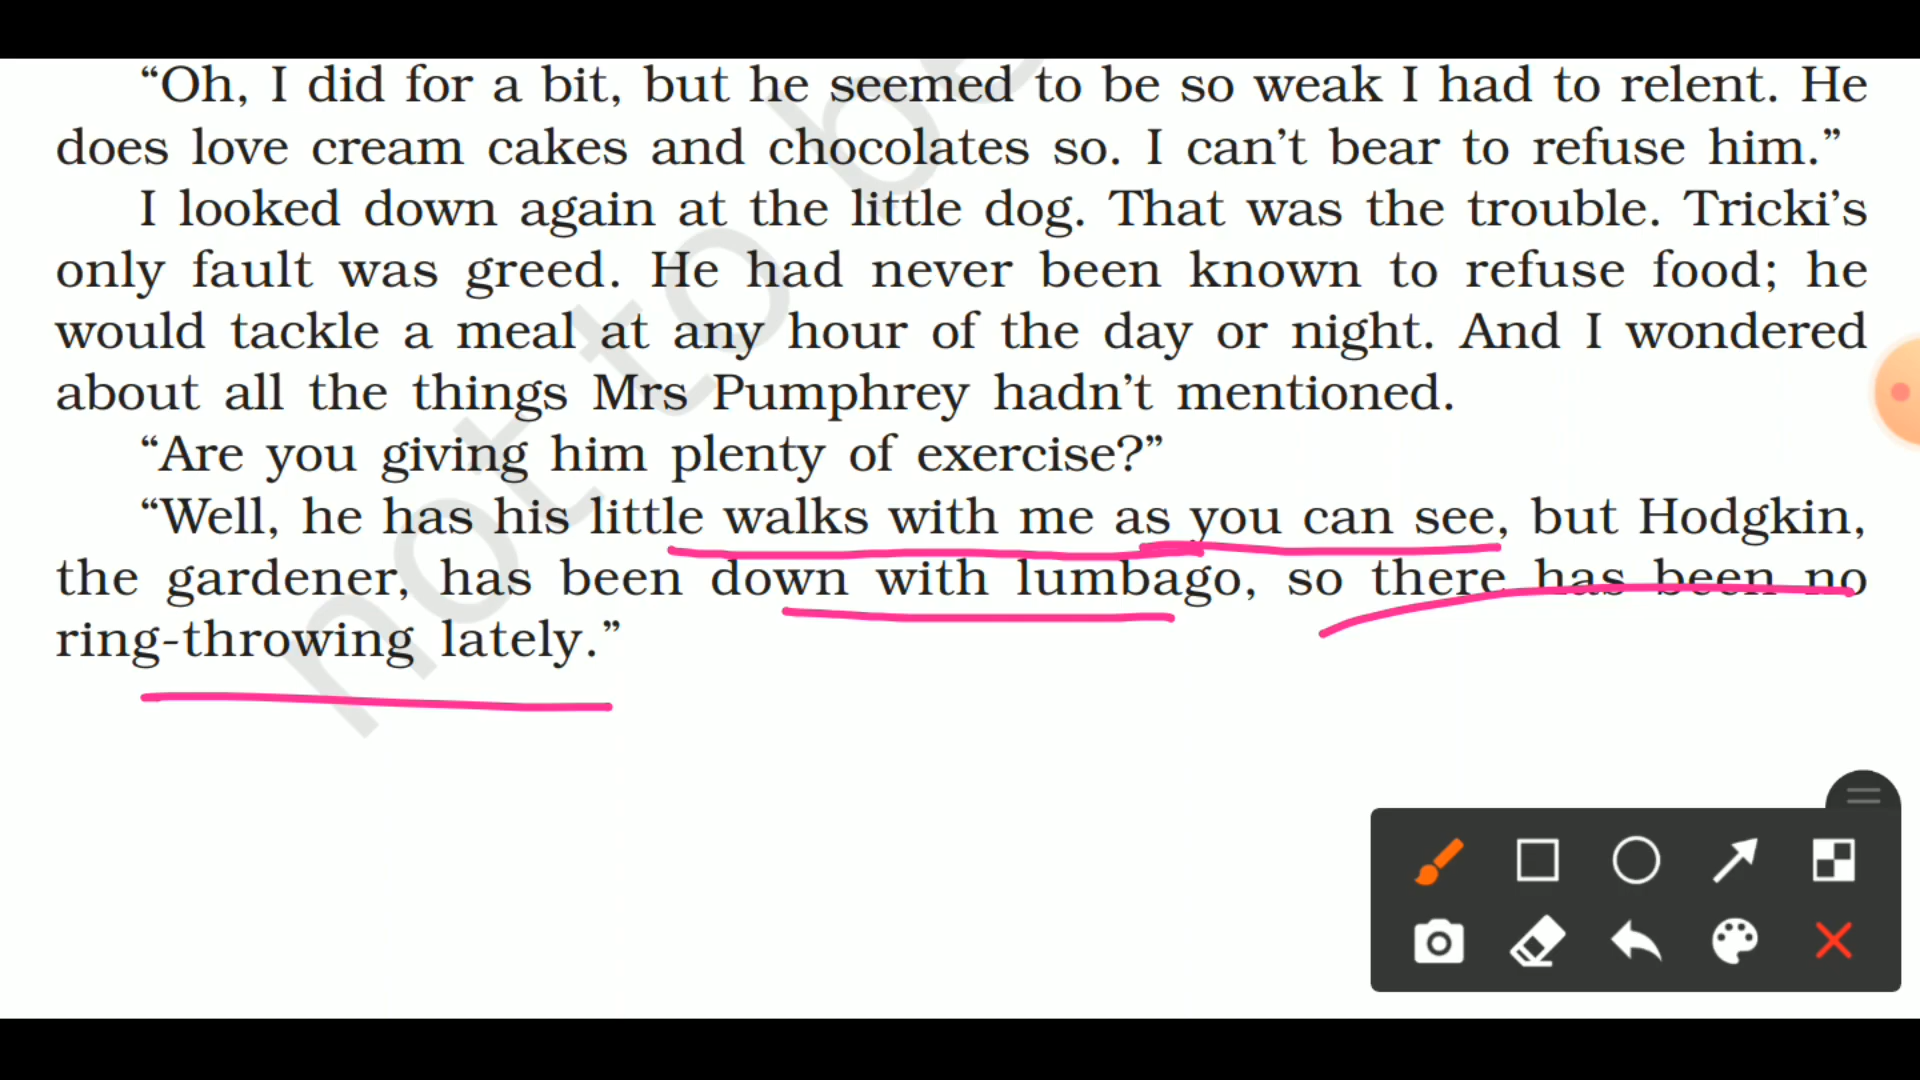 “Oh, I did for a bit, but he seemed to be so weak I had to relent. He
does love cream cakes and chocolates so. I can’t bear to refuse him.”
I looked down again at the little dog. That was the trouble. Tricki’s
only fault was greed. He had never been known to refuse food; he
would tackle a meal at any hour of the day or night. And I wondered
about all the things Mrs Pumphrey hadn’t mentioned.
“Are you giving him plenty of exercise?”
“Well, he has his little walks with me as you can see, but Hodgkin,
the gardener, has been down with lumbago, so there has been no
ring-throwing lately.”
not to be